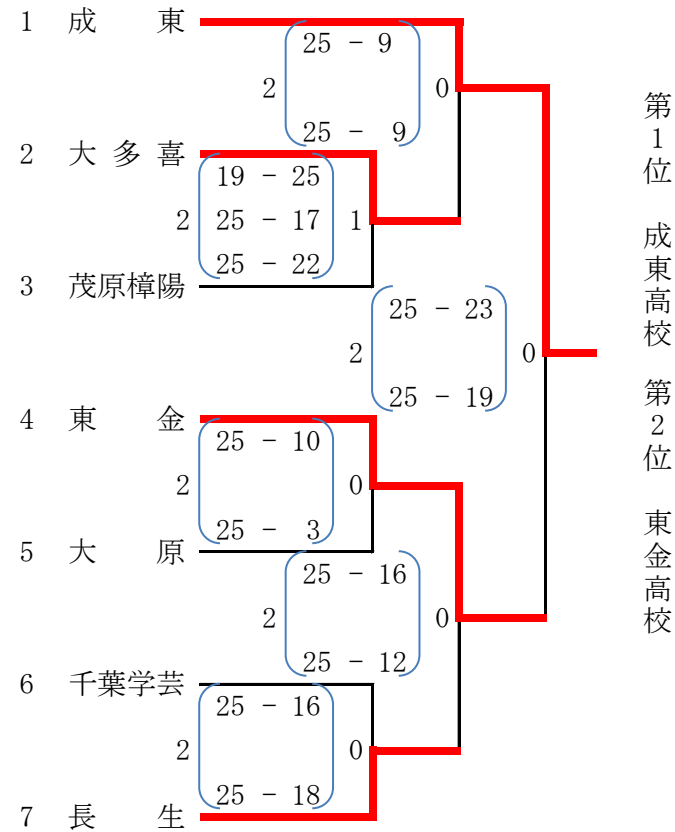 1 成東
25 - 9
2 0
25 - 9
2 大多喜
19 - 25
2 25 - 17 1
25 - 22
3 茂原樟陽
25 - 23
2 0
25 - 19
4 東金
25 - 10
2 0
25 - 3
5 大原
25 - 16
2 0
25 - 12
6 千葉学芸
25 - 16
2 0
25 - 18
7 長生
第1位 成東高校 第2位 東金高校